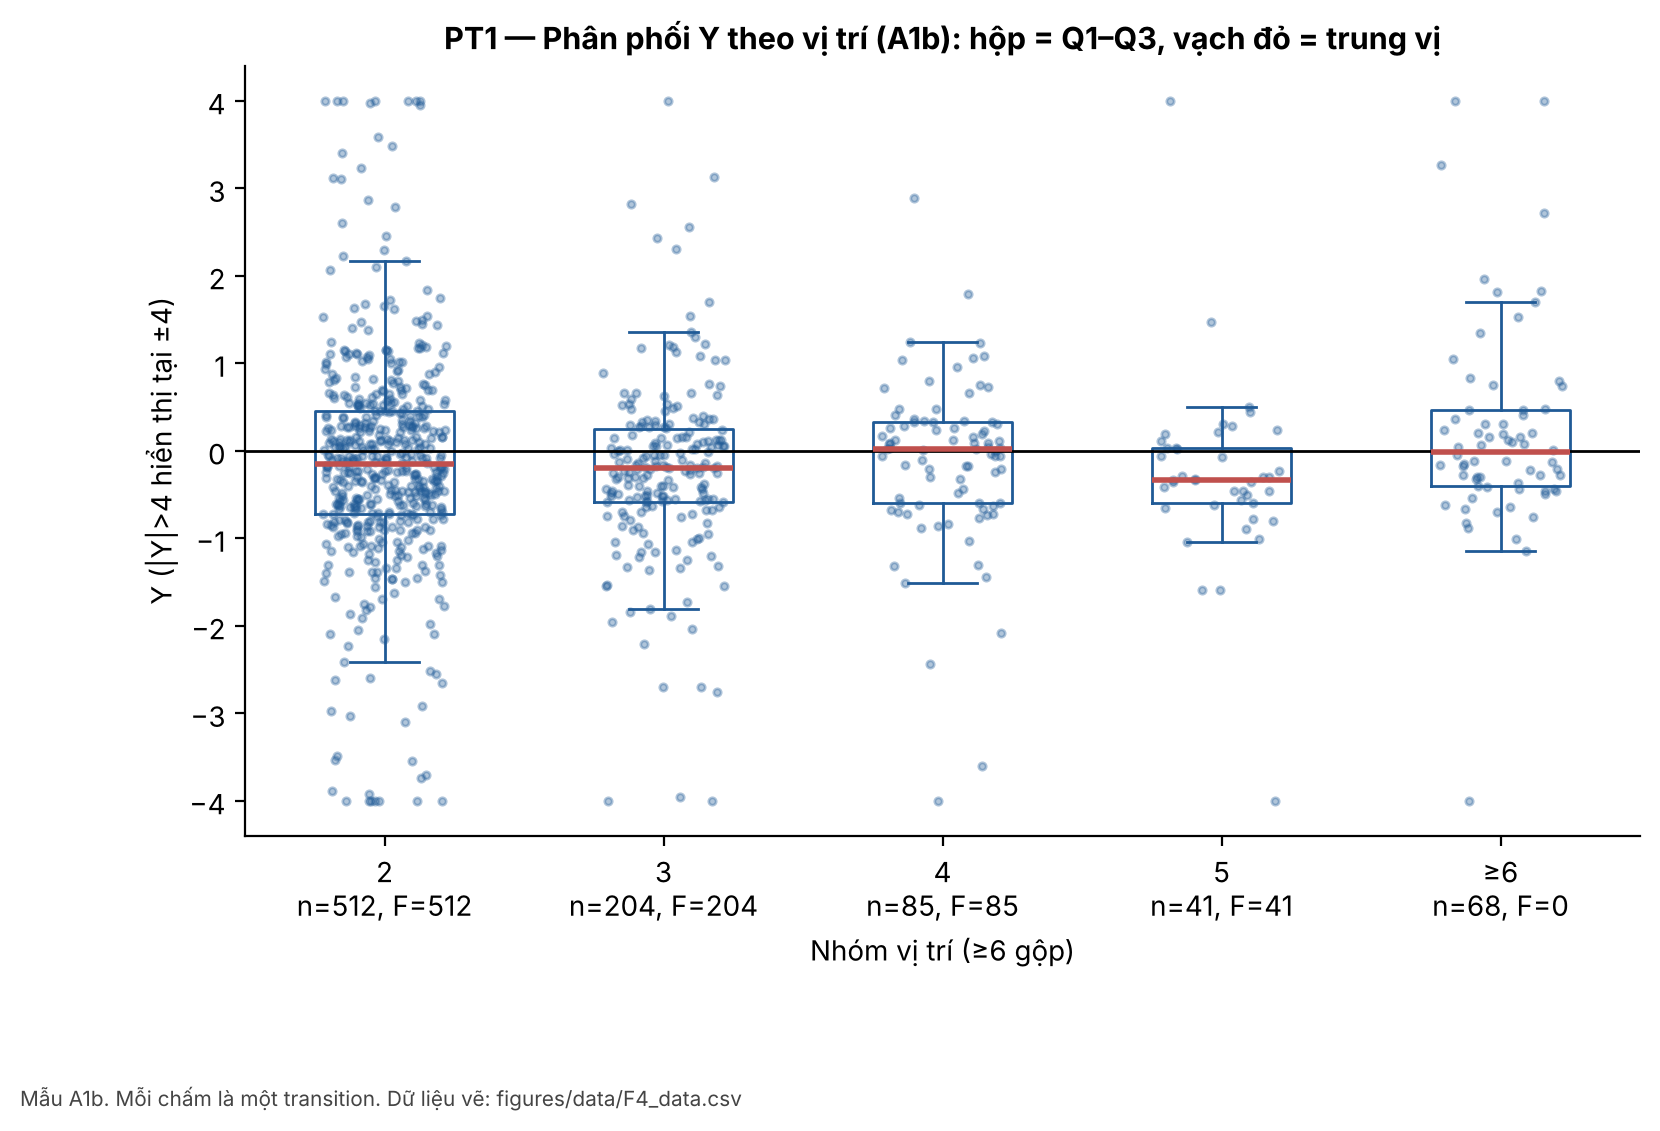 PT1 — Phân phối Y theo vị trí (A1b): hộp = Q1–Q3, vạch đỏ = trung vị
Y (|Y|>4 hiển thị tại ±4)
4
3
2
1
0
−1
−2
−3
−4
2 3 4 5 ≥6
n=512, F=512 n=204, F=204 n=85, F=85 n=41, F=41 n=68, F=0
Nhóm vị trí (≥6 gộp)
Mẫu A1b. Mỗi chấm là một transition. Dữ liệu vẽ: figures/data/F4_data.csv